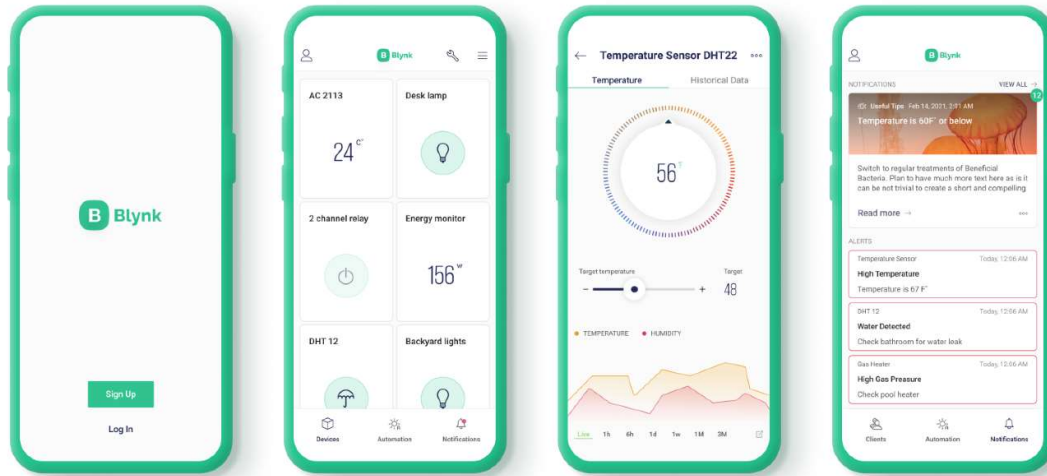 B Blynk
Sign Up
Log In
B Blynk
AC 2113
Desk lamp
24 C°
2 channel relay
Energy monitor
156 W
DHT 12
Backyard lights
Devices
Automation
Notifications
Temperature Sensor DHT22
Temperature
Historical Data
56
Target temperature
Target
− +
48
TEMPERATURE
HUMIDITY
Live 1h 6h 1d 1w 1M 3M
B Blynk
NOTIFICATIONS
VIEW ALL →
12
Useful Tips · Feb 14, 2021,
Temperature is 60F° or below
Switch to regular treatments of Beneficial
Bacteria. Plan to have much more text here as is it
can be not trivial to create a short and compelling
Read more →
ALERTS
Temperature Sensor
Today, 12:06 AM
High Temperature
Temperature is 67 F°
DHT 12
Today, 12:06 AM
Water Detected
Check bathroom for water leak
Gas Heater
Today, 12:06 AM
High Gas Preasure
Check pool heater
Clients
Automation
Notifications